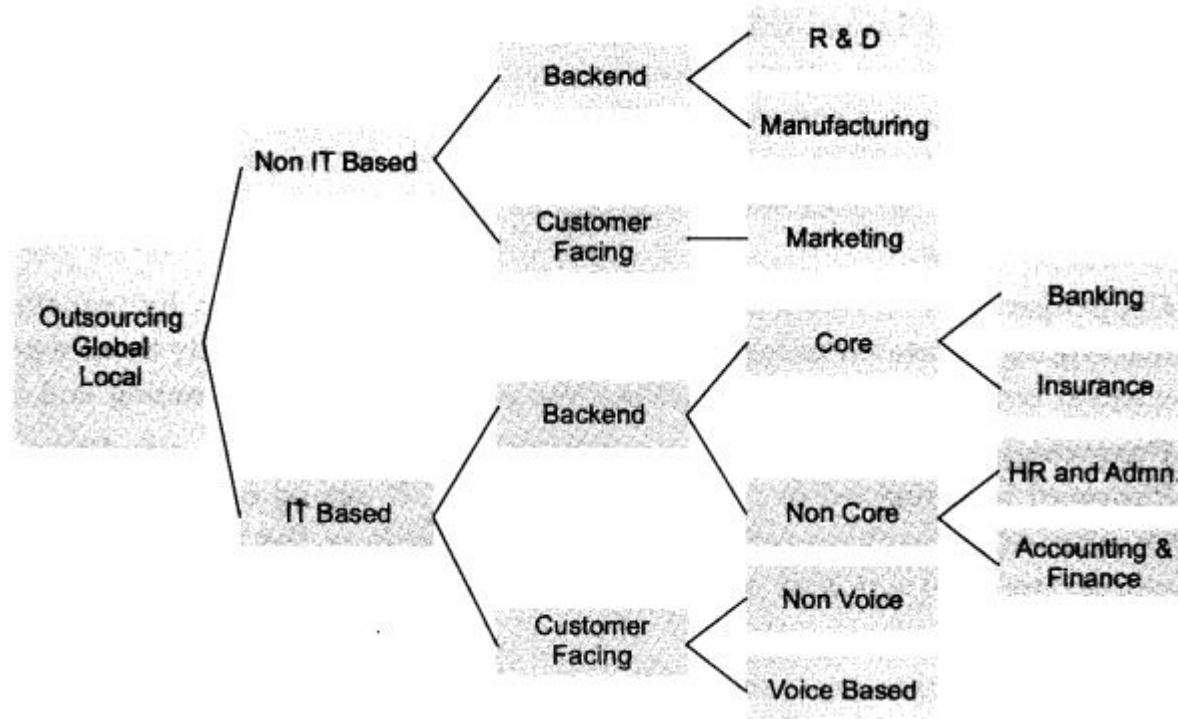 R & D
Backend
Manufacturing
Non IT Based
Customer
Facing
Marketing
Outsourcing
Global
Local
Banking
Core
Insurance
Backend
HR and Admn.
IT Based
Non Core
Accounting &
Finance
Non Voice
Customer
Facing
Voice Based